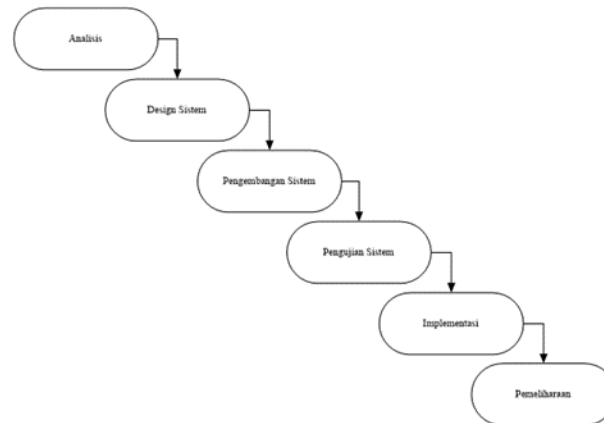 Analisis
Design Sistem
Pengembangan Sistem
Pengujian Sistem
Implementasi
Pemeliharaan